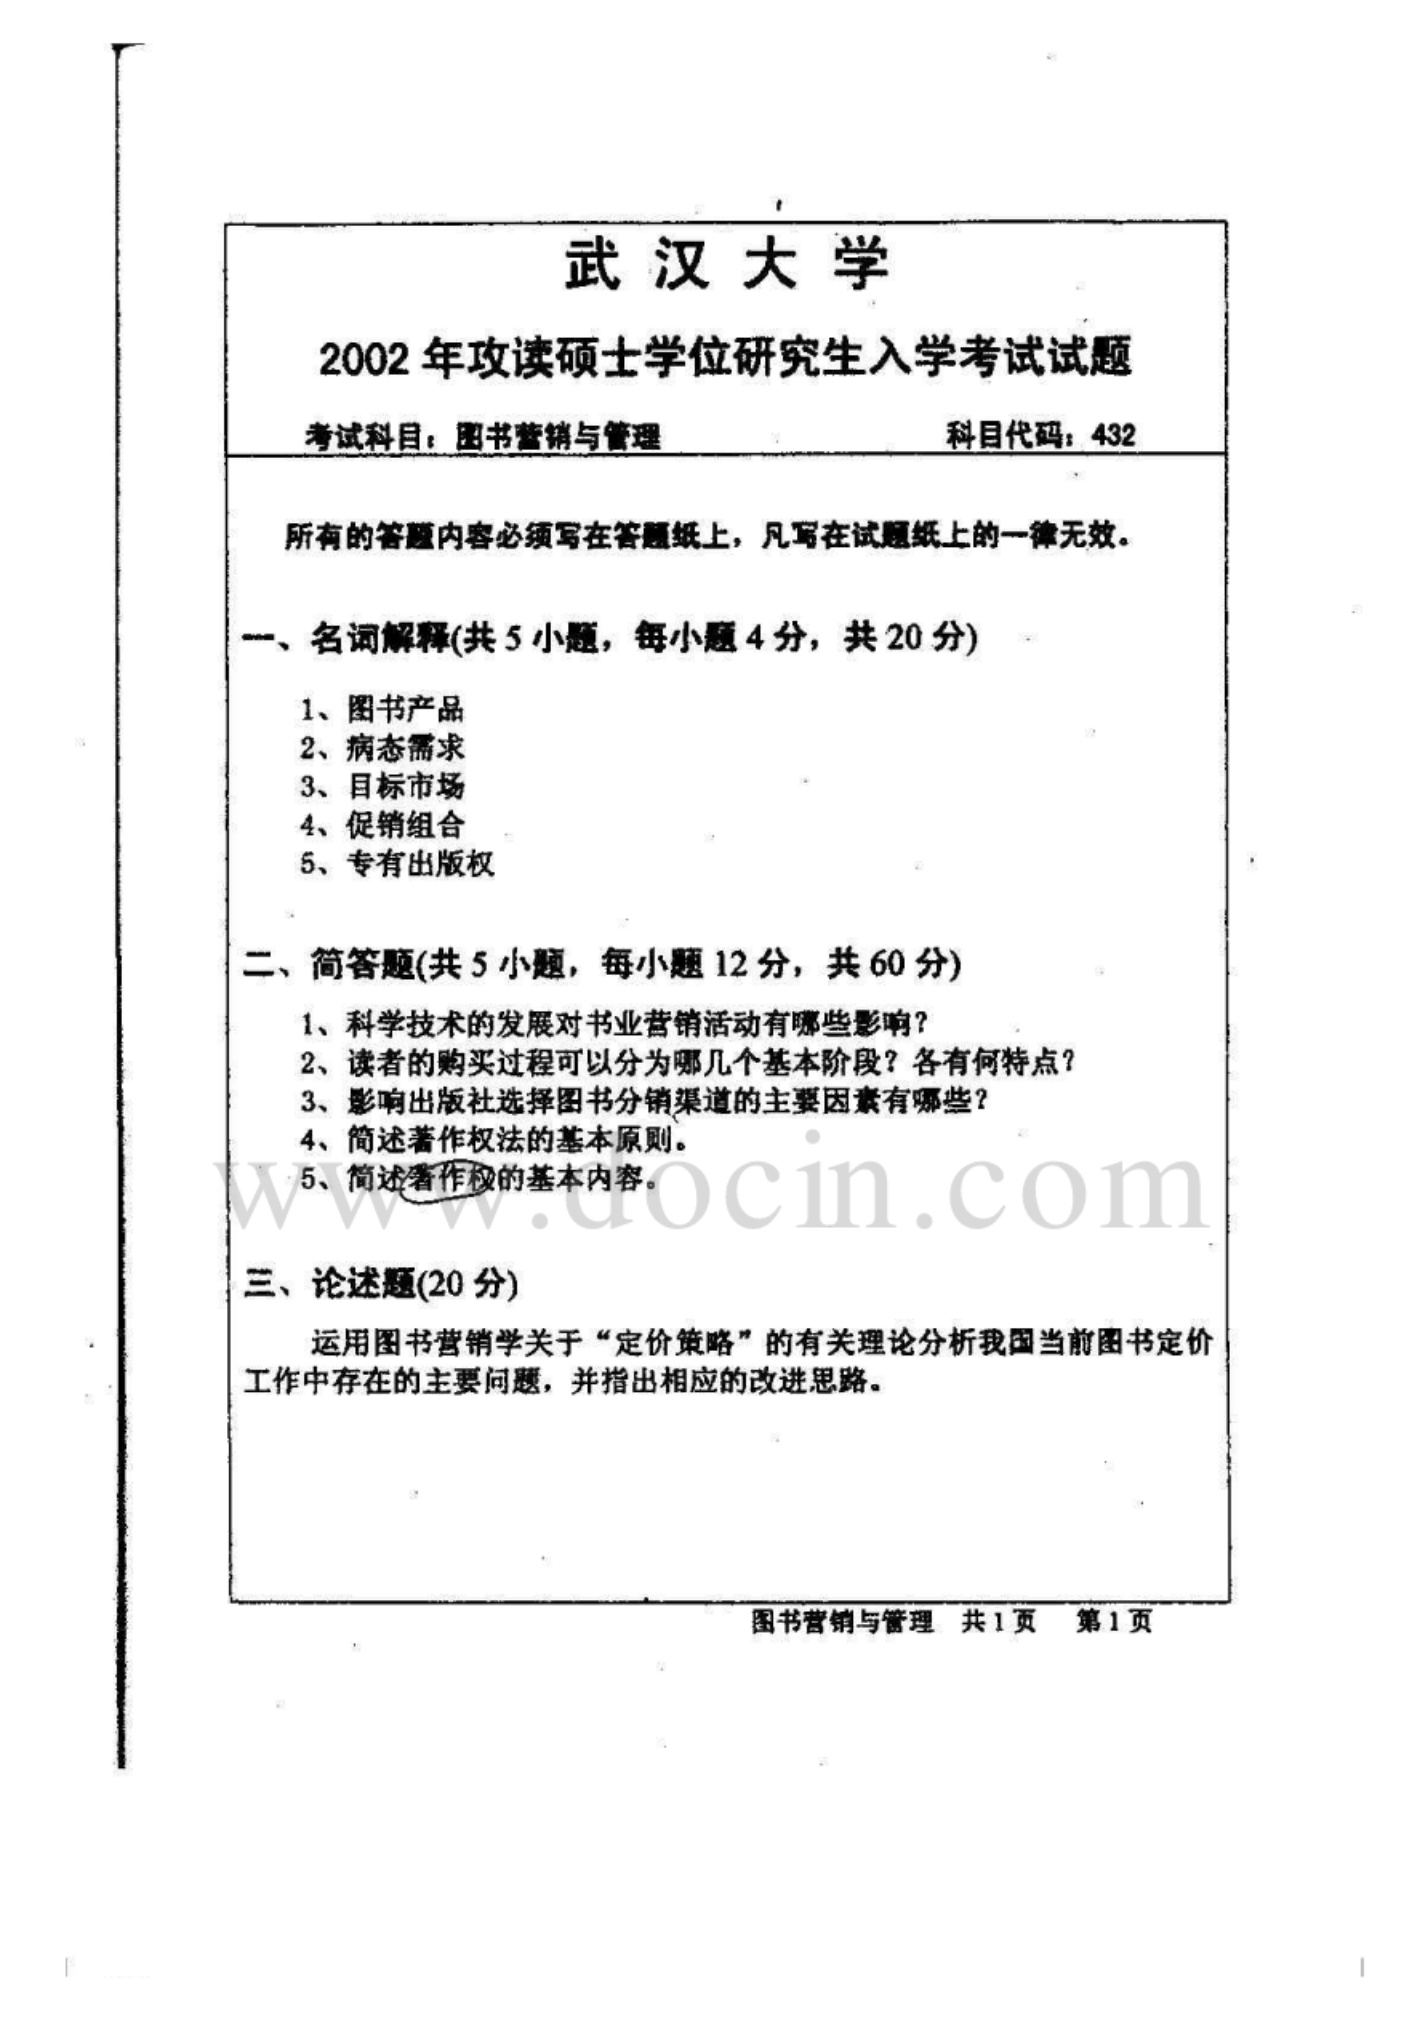 武汉大学
2002年攻读硕士学位研究生入学考试试题
考试科目：图书营销与管理 科目代码：432
所有的答题内容必须写在答题纸上，凡写在试题纸上的一律无效。
一、名词解释(共5小题，每小题4分，共20分)
1、图书产品
2、病态需求
3、目标市场
4、促销组合
5、专有出版权
二、简答题(共5小题，每小题12分，共60分)
1、科学技术的发展对书业营销活动有哪些影响？
2、读者的购买过程可以分为哪几个基本阶段？各有何特点？
3、影响出版社选择图书分销渠道的主要因素有哪些？
4、简述著作权法的基本原则。
5、简述著作权的基本内容。
www.docin.com
三、论述题(20分)
运用图书营销学关于“定价策略”的有关理论分析我国当前图书定价
工作中存在的主要问题，并指出相应的改进思路。
图书营销与管理 共1页 第1页